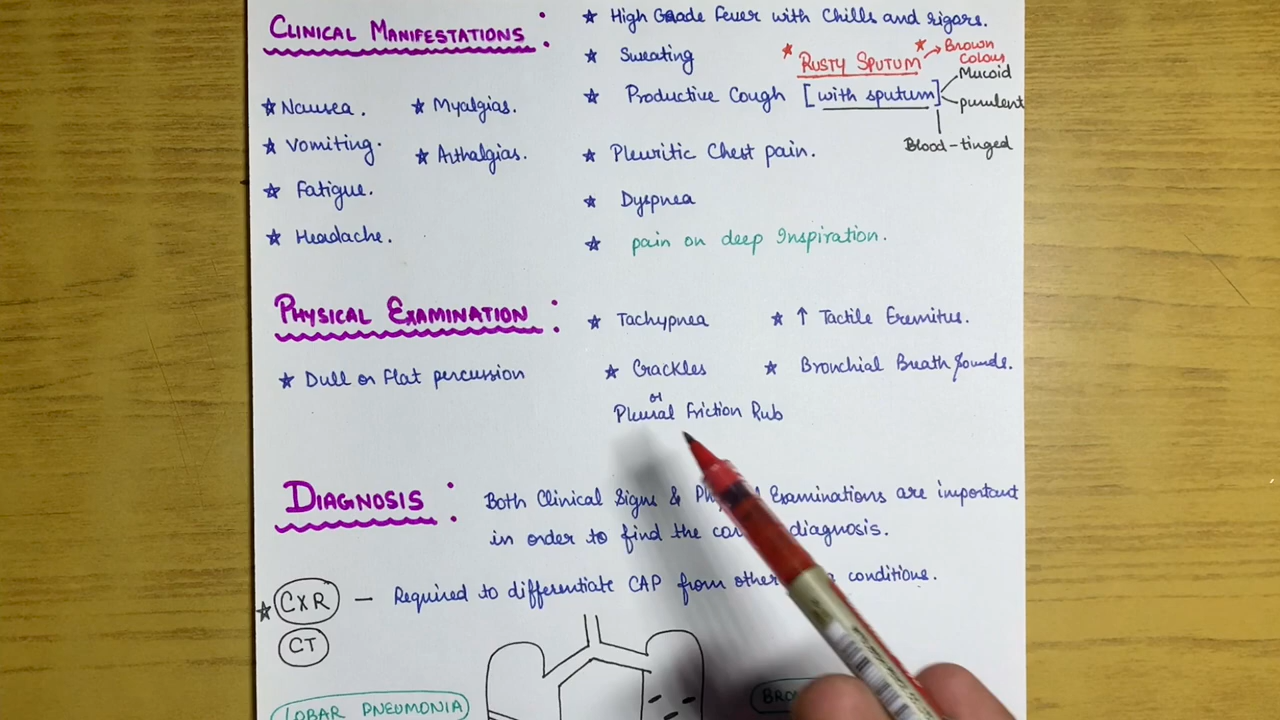 CLINICAL MANIFESTATIONS :
★ Nausea.
★ Vomiting.
★ Fatigue.
★ Headache.
★ Myalgias.
★ Arthalgias.
★ High Grade Fever with Chills and rigors.
★ Sweating
★ RUSTY SPUTUM ★ → Brown colour
★ Productive Cough [with sputum]
Mucoid
purulent
Blood-tinged
★ Pleuritic Chest pain.
★ Dyspnea
★ pain on deep Inspiration.
PHYSICAL EXAMINATION :
★ Dull or Flat percussion
★ Tachypnea
★ Crackles
or
Pleural Friction Rub
★ ↑ Tactile Fremitus.
★ Bronchial Breath Sounds.
DIAGNOSIS :
Both Clinical Signs & Examinations are important
in order to find the diagnosis.
★ CXR — Required to differentiate CAP from conditions.
CT
LOBAR PNEUMONIA